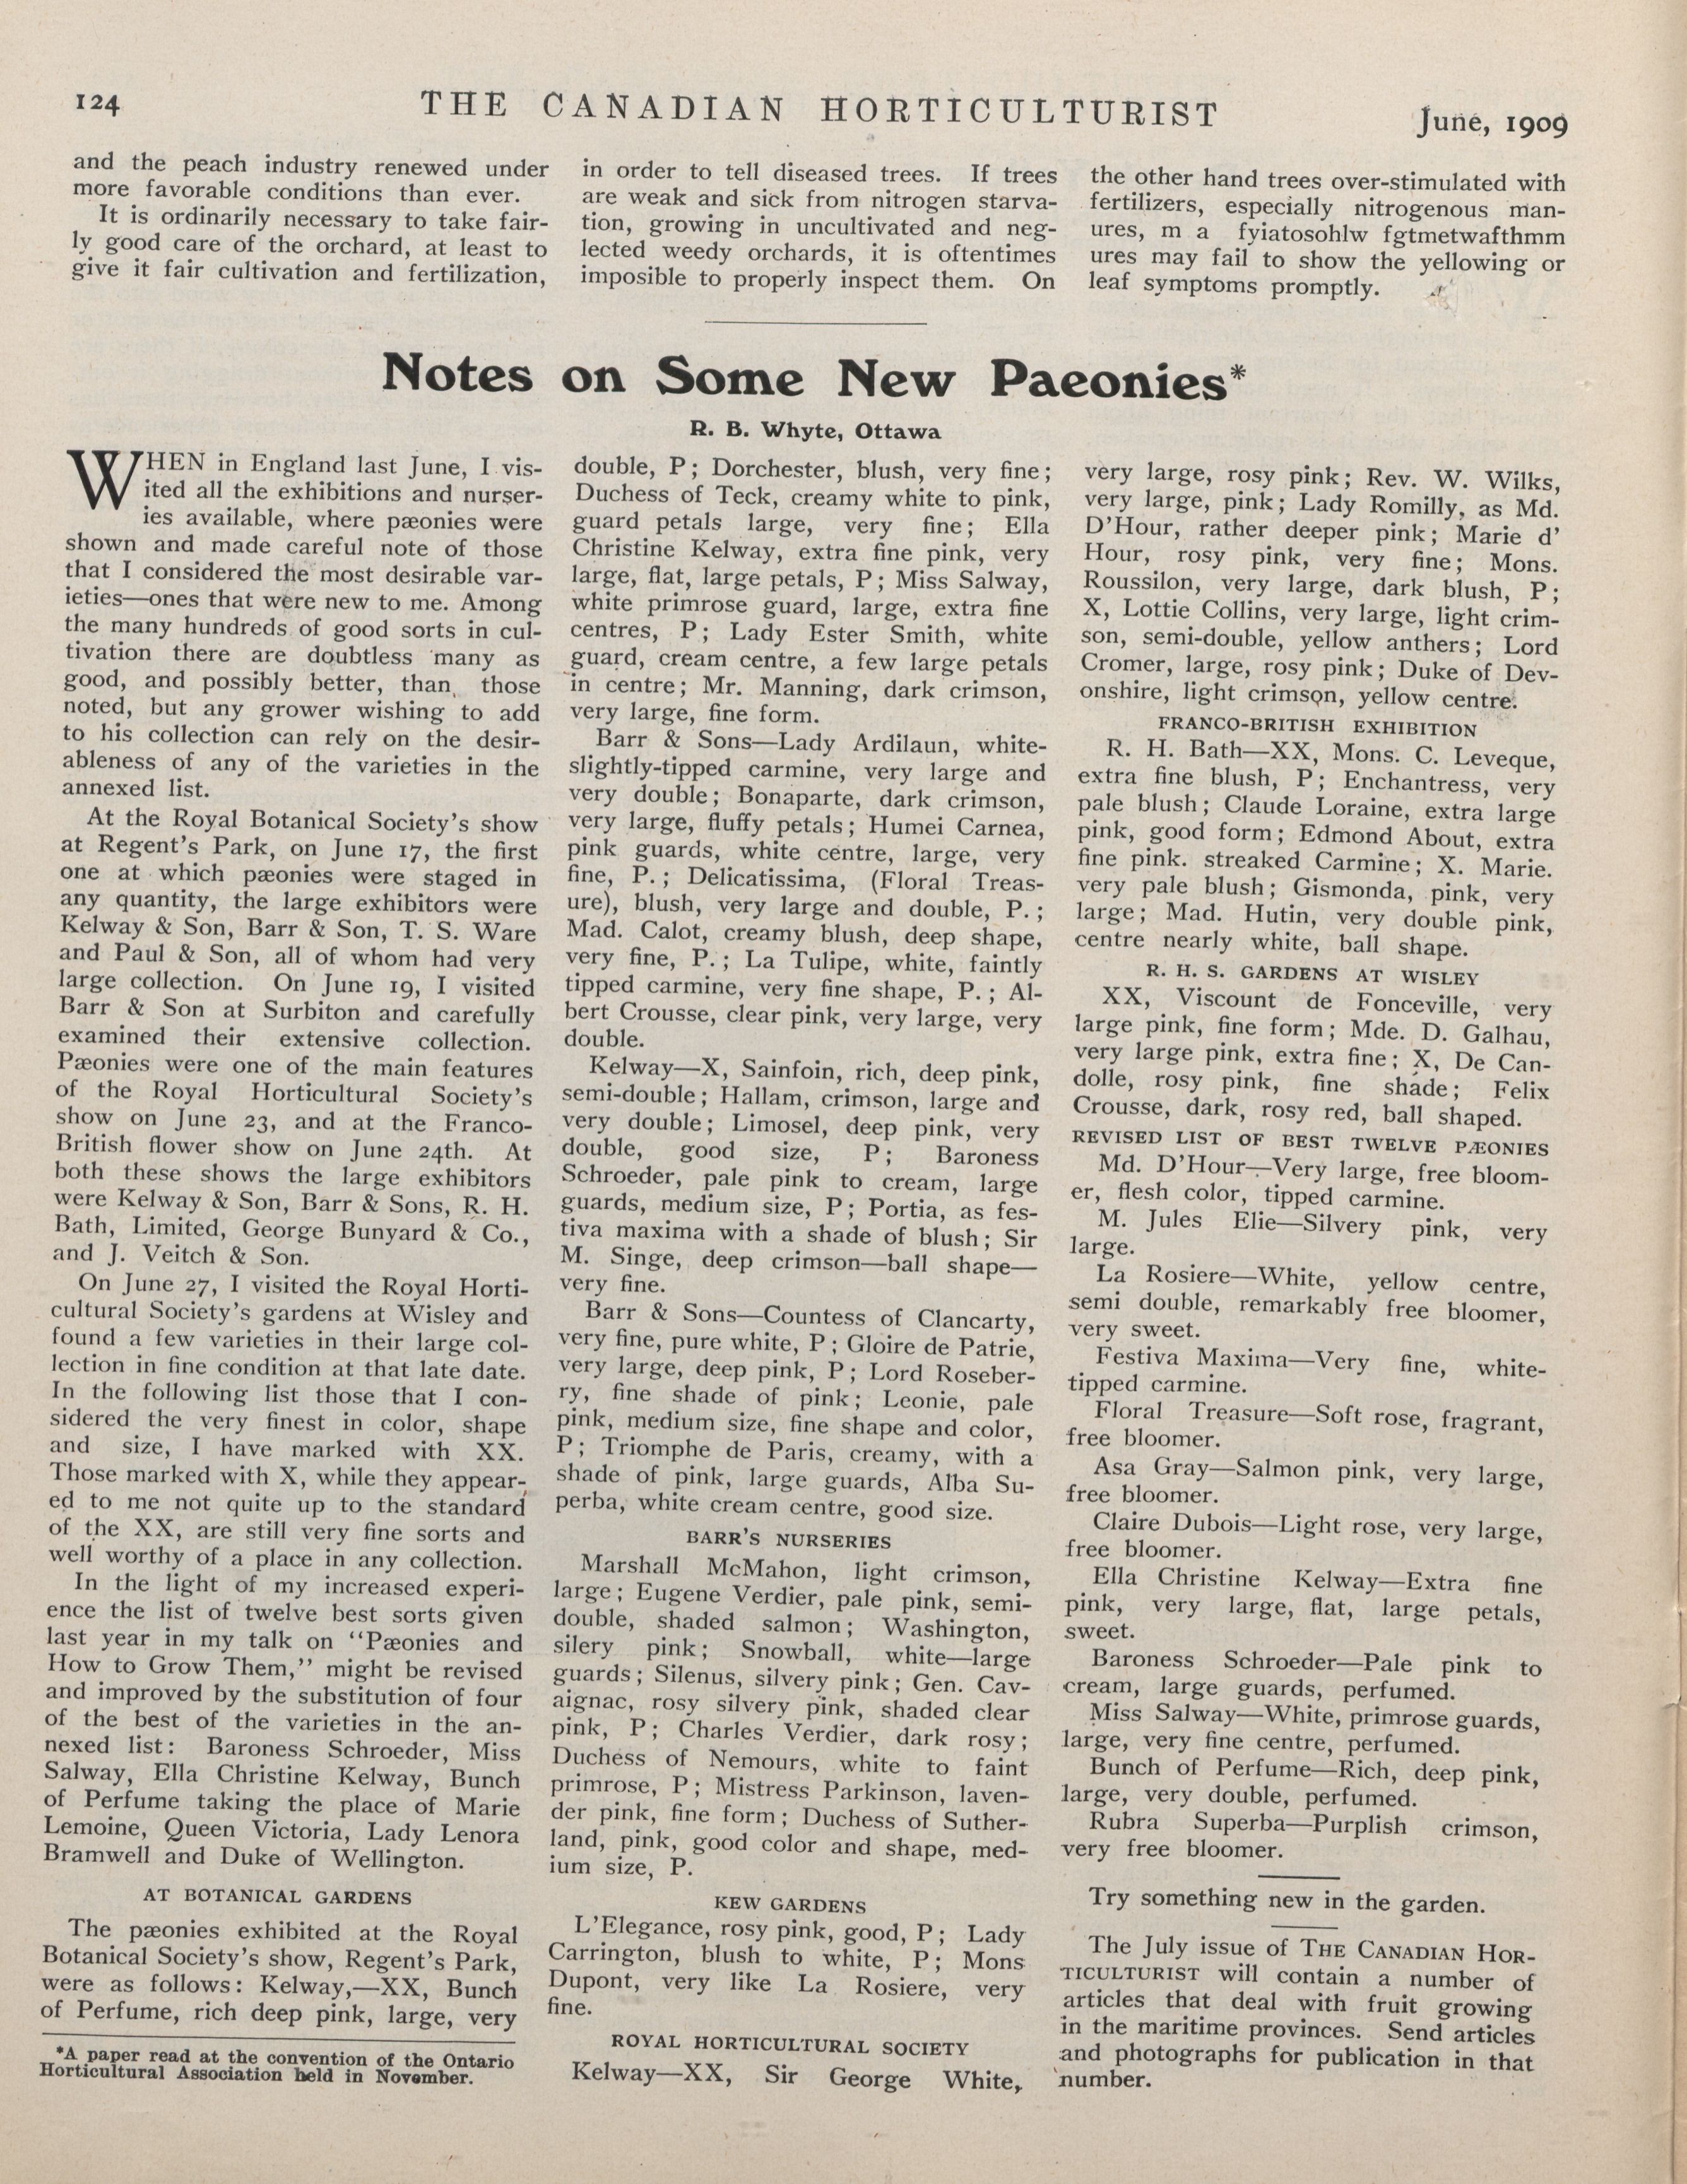 124
THE CANADIAN HORTICULTURIST
June, 1909
and the peach industry renewed under
more favorable conditions than ever.
It is ordinarily necessary to take fair-
ly good care of the orchard, at least to
give it fair cultivation and fertilization,
in order to tell diseased trees. If trees
are weak and sick from nitrogen starva-
tion, growing in uncultivated and neg-
lected weedy orchards, it is oftentimes
imposible to properly inspect them. On
the other hand trees over-stimulated with
fertilizers, especially nitrogenous man-
ures, m a fyiatosohlw fgtmetwafthmm
ures may fail to show the yellowing or
leaf symptoms promptly.
Notes on Some New Paeonies*
R. B. Whyte, Ottawa
WHEN in England last June, I vis-
ited all the exhibitions and nurser-
ies available, where pæonies were
shown and made careful note of those
that I considered the most desirable var-
ieties—ones that were new to me. Among
the many hundreds of good sorts in cul-
tivation there are doubtless many as
good, and possibly better, than those
noted, but any grower wishing to add
to his collection can rely on the desir-
ableness of any of the varieties in the
annexed list.
At the Royal Botanical Society's show
at Regent's Park, on June 17, the first
one at which pæonies were staged in
any quantity, the large exhibitors were
Kelway & Son, Barr & Son, T. S. Ware
and Paul & Son, all of whom had very
large collection. On June 19, I visited
Barr & Son at Surbiton and carefully
examined their extensive collection.
Pæonies were one of the main features
of the Royal Horticultural Society's
show on June 23, and at the Franco-
British flower show on June 24th. At
both these shows the large exhibitors
were Kelway & Son, Barr & Sons, R. H.
Bath, Limited, George Bunyard & Co.,
and J. Veitch & Son.
On June 27, I visited the Royal Horti-
cultural Society's gardens at Wisley and
found a few varieties in their large col-
lection in fine condition at that late date.
In the following list those that I con-
sidered the very finest in color, shape
and size, I have marked with XX.
Those marked with X, while they appear-
ed to me not quite up to the standard
of the XX, are still very fine sorts and
well worthy of a place in any collection.
In the light of my increased experi-
ence the list of twelve best sorts given
last year in my talk on "Pæonies and
How to Grow Them," might be revised
and improved by the substitution of four
of the best of the varieties in the an-
nexed list: Baroness Schroeder, Miss
Salway, Ella Christine Kelway, Bunch
of Perfume taking the place of Marie
Lemoine, Queen Victoria, Lady Lenora
Bramwell and Duke of Wellington.
AT BOTANICAL GARDENS
The pæonies exhibited at the Royal
Botanical Society's show, Regent's Park,
were as follows: Kelway,—XX, Bunch
of Perfume, rich deep pink, large, very
*A paper read at the convention of the Ontario
Horticultural Association held in November.
double, P; Dorchester, blush, very fine;
Duchess of Teck, creamy white to pink,
guard petals large, very fine; Ella
Christine Kelway, extra fine pink, very
large, flat, large petals, P; Miss Salway,
white primrose guard, large, extra fine
centres, P; Lady Ester Smith, white
guard, cream centre, a few large petals
in centre; Mr. Manning, dark crimson,
very large, fine form.
Barr & Sons—Lady Ardilaun, white-
slightly-tipped carmine, very large and
very double; Bonaparte, dark crimson,
very large, fluffy petals; Humei Carnea,
pink guards, white centre, large, very
fine, P.; Delicatissima, (Floral Treas-
ure), blush, very large and double, P.;
Mad. Calot, creamy blush, deep shape,
very fine, P.; La Tulipe, white, faintly
tipped carmine, very fine shape, P.; Al-
bert Crousse, clear pink, very large, very
double.
Kelway—X, Sainfoin, rich, deep pink,
semi-double; Hallam, crimson, large and
very double; Limosel, deep pink, very
double, good size, P; Baroness
Schroeder, pale pink to cream, large
guards, medium size, P; Portia, as fes-
tiva maxima with a shade of blush; Sir
M. Singe, deep crimson—ball shape—
very fine.
Barr & Sons—Countess of Clancarty,
very fine, pure white, P; Gloire de Patrie,
very large, deep pink, P; Lord Roseber-
ry, fine shade of pink; Leonie, pale
pink, medium size, fine shape and color,
P; Triomphe de Paris, creamy, with a
shade of pink, large guards, Alba Su-
perba, white cream centre, good size.
BARR'S NURSERIES
Marshall McMahon, light crimson,
large; Eugene Verdier, pale pink, semi-
double, shaded salmon; Washington,
silery pink; Snowball, white—large
guards; Silenus, silvery pink; Gen. Cav-
aignac, rosy silvery pink, shaded clear
pink, P; Charles Verdier, dark rosy;
Duchess of Nemours, white to faint
primrose, P; Mistress Parkinson, laven-
der pink, fine form; Duchess of Suther-
land, pink, good color and shape, med-
ium size, P.
KEW GARDENS
L'Elegance, rosy pink, good, P; Lady
Carrington, blush to white, P; Mons
Dupont, very like La Rosiere, very
fine.
ROYAL HORTICULTURAL SOCIETY
Kelway—XX, Sir George White,
very large, rosy pink; Rev. W. Wilks,
very large, pink; Lady Romilly, as Md.
D'Hour, rather deeper pink; Marie d'
Hour, rosy pink, very fine; Mons.
Roussilon, very large, dark blush, P;
X, Lottie Collins, very large, light crim-
son, semi-double, yellow anthers; Lord
Cromer, large, rosy pink; Duke of Dev-
onshire, light crimson, yellow centre.
FRANCO-BRITISH EXHIBITION
R. H. Bath—XX, Mons. C. Leveque,
extra fine blush, P; Enchantress, very
pale blush; Claude Loraine, extra large
pink, good form; Edmond About, extra
fine pink. streaked Carmine; X. Marie.
very pale blush; Gismonda, pink, very
large; Mad. Hutin, very double pink,
centre nearly white, ball shape.
R. H. S. GARDENS AT WISLEY
XX, Viscount de Fonceville, very
large pink, fine form; Mde. D. Galhau,
very large pink, extra fine; X, De Can-
dolle, rosy pink, fine shade; Felix
Crousse, dark, rosy red, ball shaped.
REVISED LIST OF BEST TWELVE PÆONIES
Md. D'Hour—Very large, free bloom-
er, flesh color, tipped carmine.
M. Jules Elie—Silvery pink, very
large.
La Rosiere—White, yellow centre,
semi double, remarkably free bloomer,
very sweet.
Festiva Maxima—Very fine, white-
tipped carmine.
Floral Treasure—Soft rose, fragrant,
free bloomer.
Asa Gray—Salmon pink, very large,
free bloomer.
Claire Dubois—Light rose, very large,
free bloomer.
Ella Christine Kelway—Extra fine
pink, very large, flat, large petals,
sweet.
Baroness Schroeder—Pale pink to
cream, large guards, perfumed.
Miss Salway—White, primrose guards,
large, very fine centre, perfumed.
Bunch of Perfume—Rich, deep pink,
large, very double, perfumed.
Rubra Superba—Purplish crimson,
very free bloomer.
Try something new in the garden.
The July issue of THE CANADIAN HOR-
TICULTURIST will contain a number of
articles that deal with fruit growing
in the maritime provinces. Send articles
and photographs for publication in that
number.